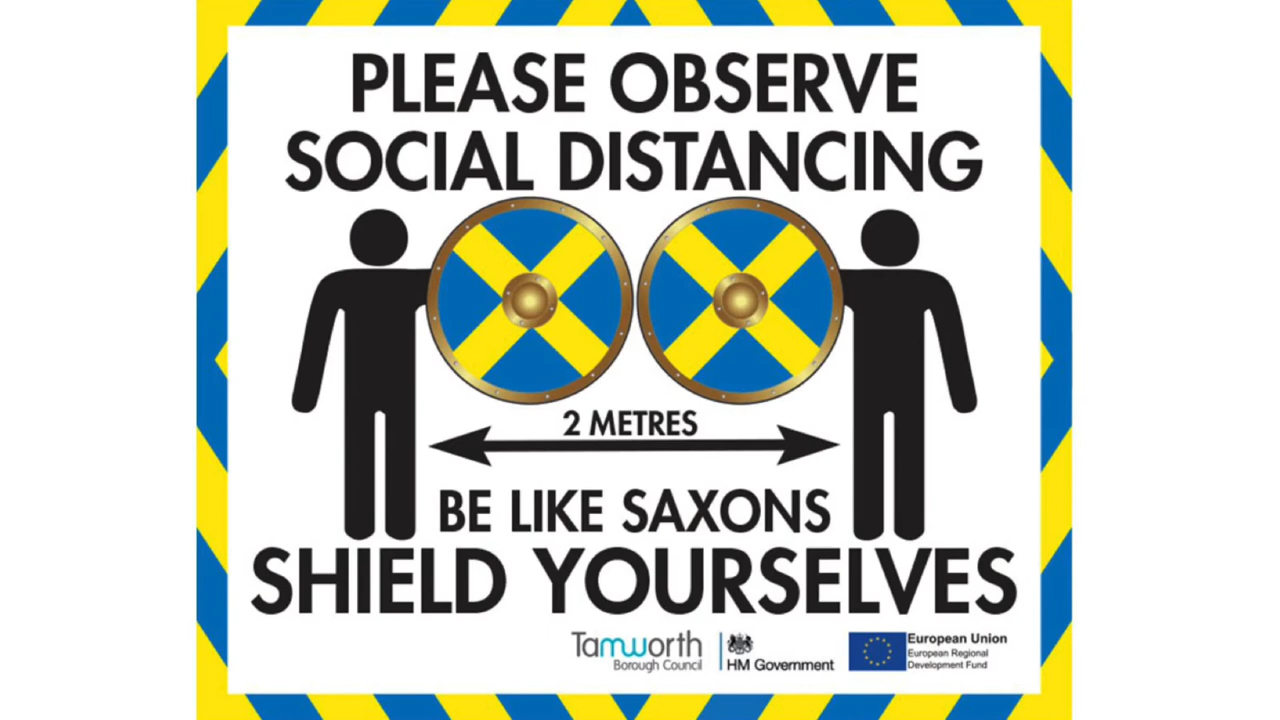 PLEASE OBSERVE
SOCIAL DISTANCING
2 METRES
BE LIKE SAXONS
SHIELD YOURSELVES
Tamworth
Borough Council
HM Government
European Union
European Regional
Development Fund